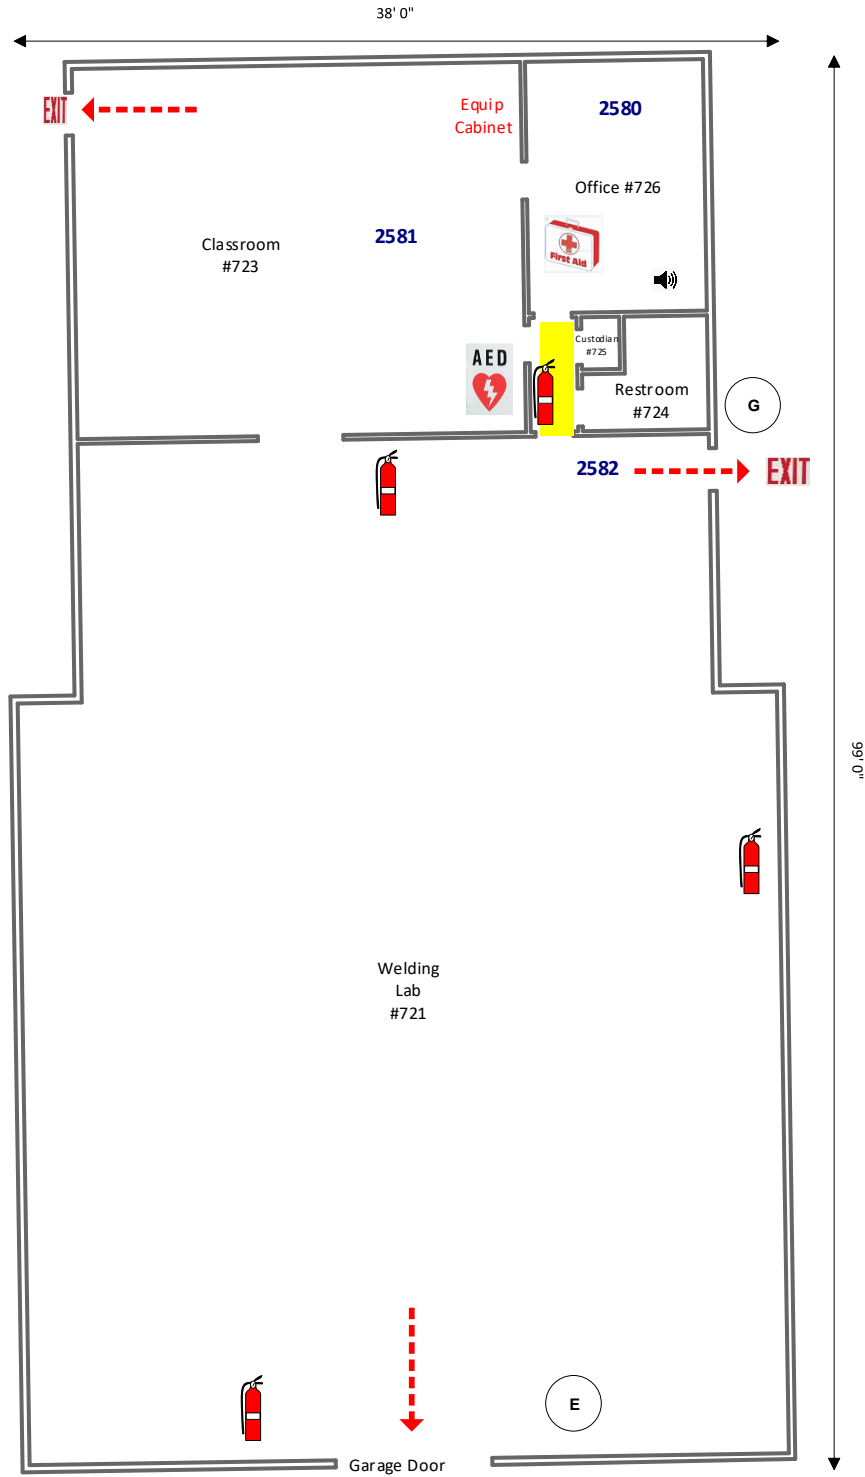 38' 0"
EXIT
Equip
Cabinet
2580
Office #726
Classroom
#723
2581
First Aid
Custodian
#725
AED
Restroom
#724
G
2582
EXIT
99' 0"
Welding
Lab
#721
E
Garage Door